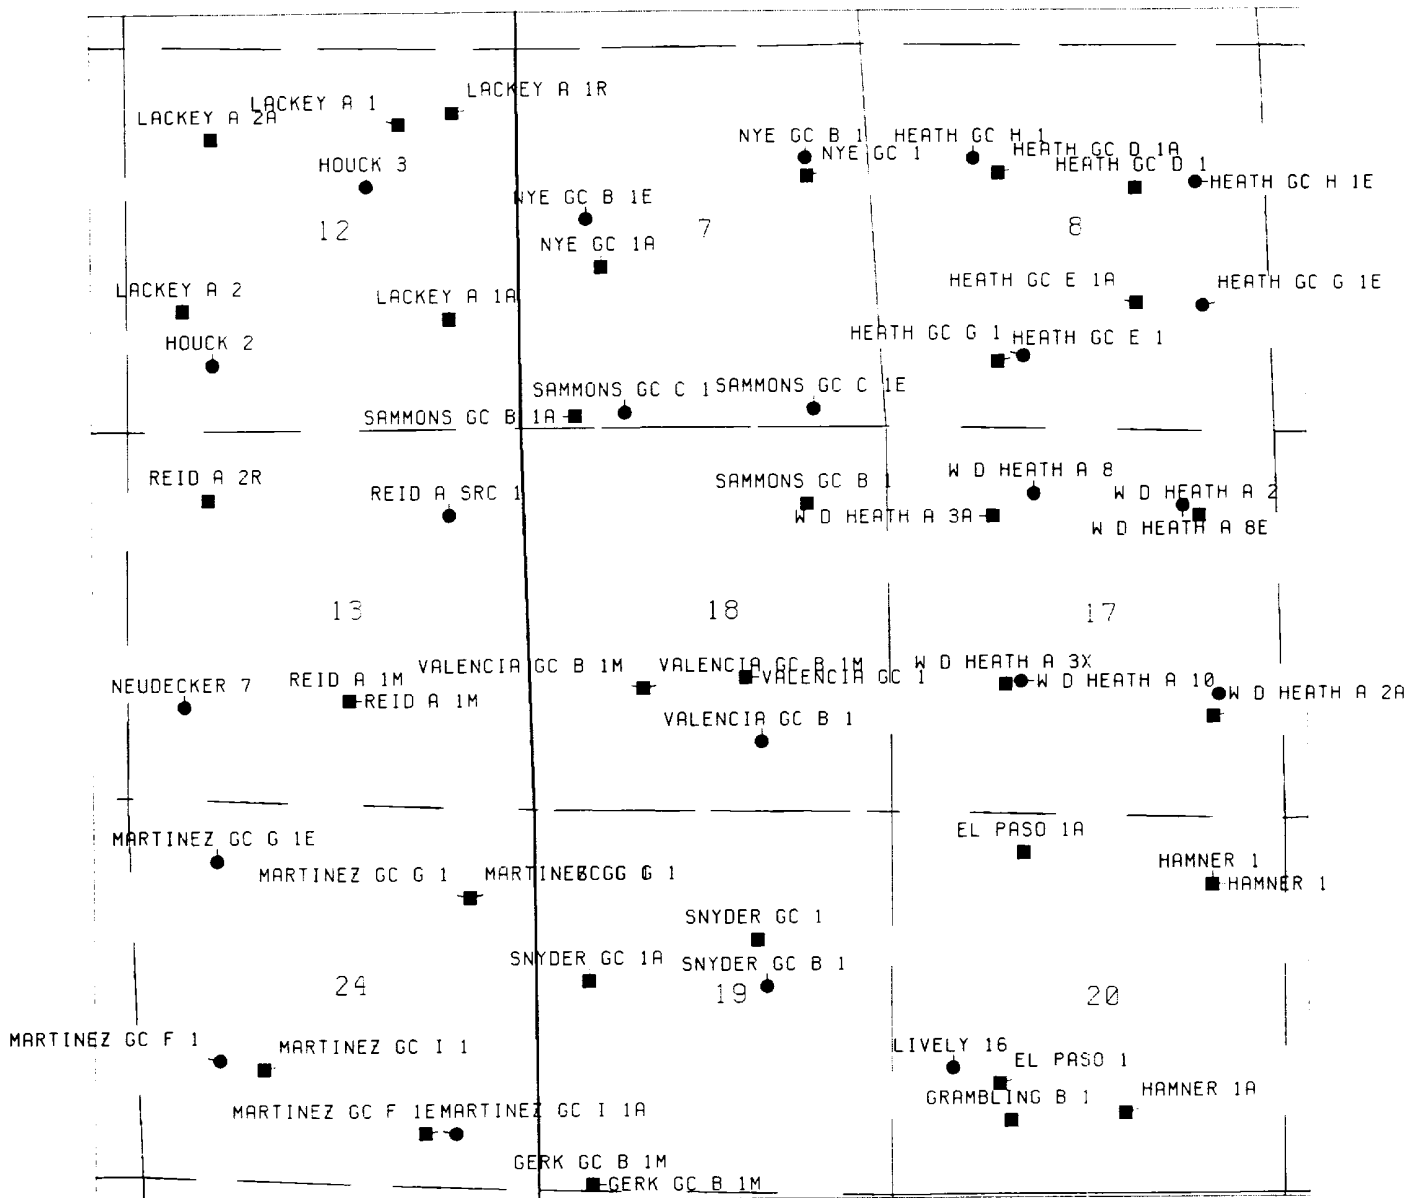 LACKEY A 1R
LACKEY A 1
LACKEY A 2A
NYE GC B 1
HEATH GC H 1
NYE GC 1
HEATH GC D 1A
HEATH GC D 1
HOUCK 3
HEATH GC H 1E
NYE GC B 1E
12
7
8
NYE GC 1A
HEATH GC E 1A
HEATH GC G 1E
LACKEY A 2
LACKEY A 1A
HEATH GC G 1
HEATH GC E 1
HOUCK 2
SAMMONS GC C 1
SAMMONS GC C 1E
SAMMONS GC B 1A
REID A 2R
SAMMONS GC B 1
W D HEATH A 8
REID A SRC 1
W D HEATH A 2
W D HEATH A 3A
W D HEATH A 8E
13
18
17
VALENCIA GC B 1M
VALENCIA GC B 1M
W D HEATH A 3X
VALENCIA GC 1
NEUDECKER 7
REID A 1M
W D HEATH A 10
REID A 1M
W D HEATH A 2A
VALENCIA GC B 1
EL PASO 1A
MARTINEZ GC G 1E
HAMNER 1
MARTINEZ GC G 1
HAMNER 1
SNYDER GC 1
SNYDER GC 1A
SNYDER GC B 1
24
19
20
MARTINEZ GC F 1
MARTINEZ GC I 1
LIVELY 16
EL PASO 1
HAMNER 1A
GRAMBLING B 1
MARTINEZ GC F 1E
MARTINEZ GC I 1A
GERK GC B 1M
GERK GC B 1M